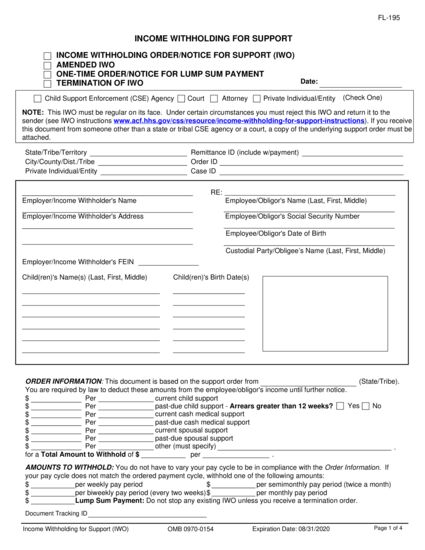 FL-195
INCOME WITHHOLDING FOR SUPPORT
INCOME WITHHOLDING ORDER/NOTICE FOR SUPPORT (IWO)
AMENDED IWO
ONE-TIME ORDER/NOTICE FOR LUMP SUM PAYMENT
TERMINATION OF IWO
Date:
Child Support Enforcement (CSE) Agency Court Attorney Private Individual/Entity (Check One)
NOTE: This IWO must be regular on its face. Under certain circumstances you must reject this IWO and return it to the
sender (see IWO instructions www.acf.hhs.gov/css/resource/income-withholding-for-support-instructions). If you receive
this document from someone other than a state or tribal CSE agency or a court, a copy of the underlying support order must be
attached.
State/Tribe/Territory Remittance ID (include w/payment)
City/County/Dist./Tribe Order ID
Private Individual/Entity Case ID
RE:
Employer/Income Withholder's Name Employee/Obligor's Name (Last, First, Middle)
Employer/Income Withholder's Address Employee/Obligor's Social Security Number
Employee/Obligor's Date of Birth
Custodial Party/Obligee's Name (Last, First, Middle)
Employer/Income Withholder's FEIN
Child(ren)'s Name(s) (Last, First, Middle) Child(ren)'s Birth Date(s)
ORDER INFORMATION: This document is based on the support order from (State/Tribe).
You are required by law to deduct these amounts from the employee/obligor's income until further notice.
$ Per current child support
$ Per past-due child support - Arrears greater than 12 weeks? Yes No
$ Per current cash medical support
$ Per past-due cash medical support
$ Per current spousal support
$ Per past-due spousal support
$ Per other (must specify) .
for a Total Amount to Withhold of $ per .
AMOUNTS TO WITHHOLD: You do not have to vary your pay cycle to be in compliance with the Order Information. If
your pay cycle does not match the ordered payment cycle, withhold one of the following amounts:
$ per weekly pay period $ per semimonthly pay period (twice a month)
$ per biweekly pay period (every two weeks)$ per monthly pay period
$ Lump Sum Payment: Do not stop any existing IWO unless you receive a termination order.
Document Tracking ID
Income Withholding for Support (IWO) OMB 0970-0154 Expiration Date: 08/31/2020 Page 1 of 4